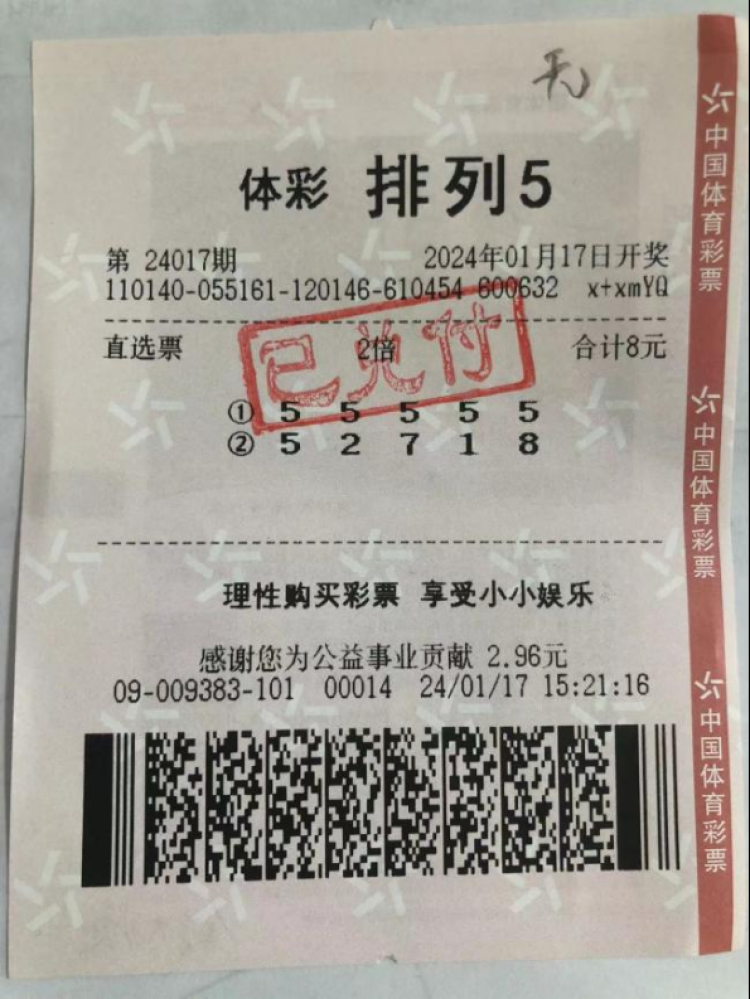 无
体彩 排列5
第 24017期 2024年01月17日开奖
110140-055161-120146-610454 600632 x+xmYQ
直选票 2倍 合计8元
已兑付
① 5 5 5 5 5
② 5 2 7 1 8
理性购买彩票 享受小小娱乐
感谢您为公益事业贡献 2.96元
09-009383-101 00014 24/01/17 15:21:16
中国体育彩票
中国体育彩票
中国体育彩票